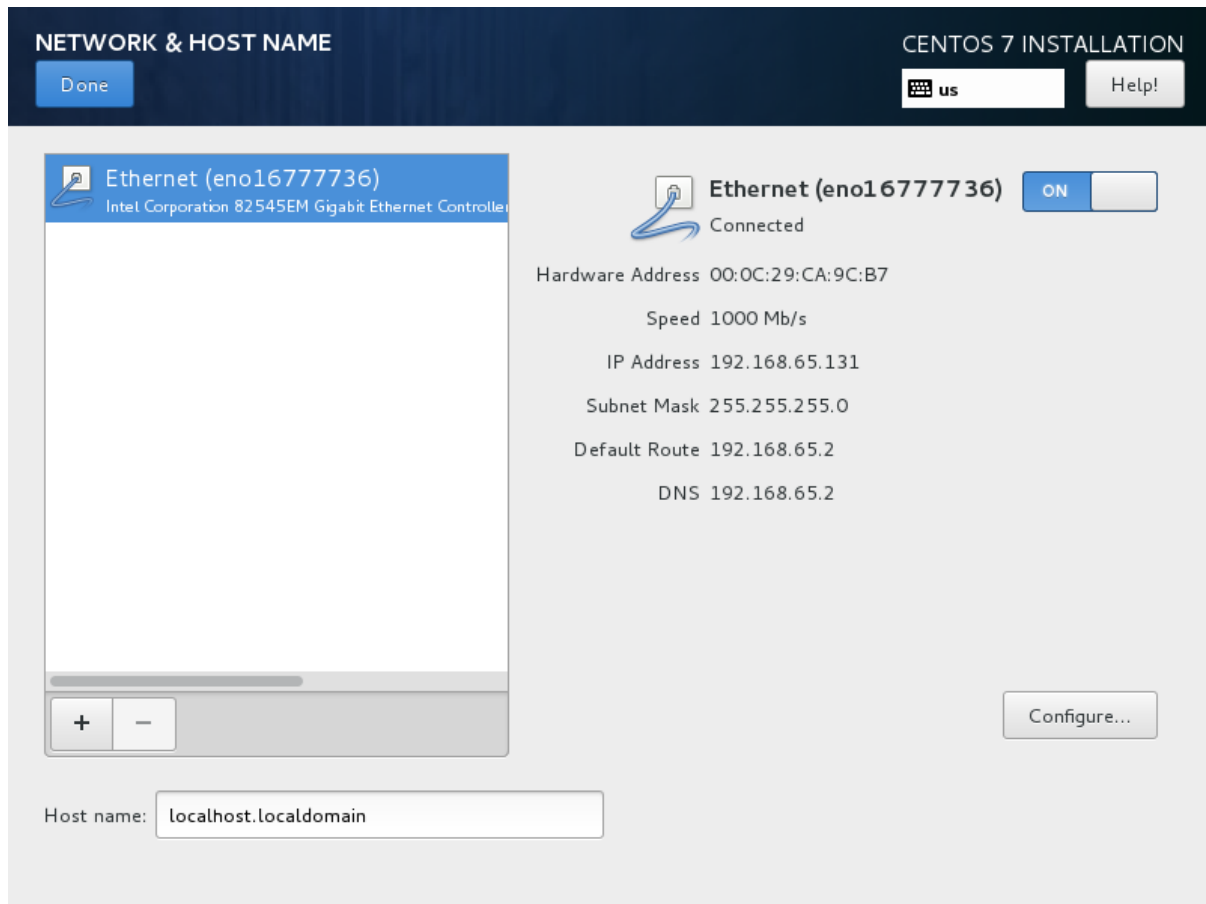 NETWORK & HOST NAME
CENTOS 7 INSTALLATION
Done
us
Help!
Ethernet (eno16777736)
Intel Corporation 82545EM Gigabit Ethernet Controlle
Ethernet (eno16777736)
ON
Connected
Hardware Address 00:0C:29:CA:9C:B7
Speed 1000 Mb/s
IP Address 192.168.65.131
Subnet Mask 255.255.255.0
Default Route 192.168.65.2
DNS 192.168.65.2
+ −
Configure...
Host name: localhost.localdomain